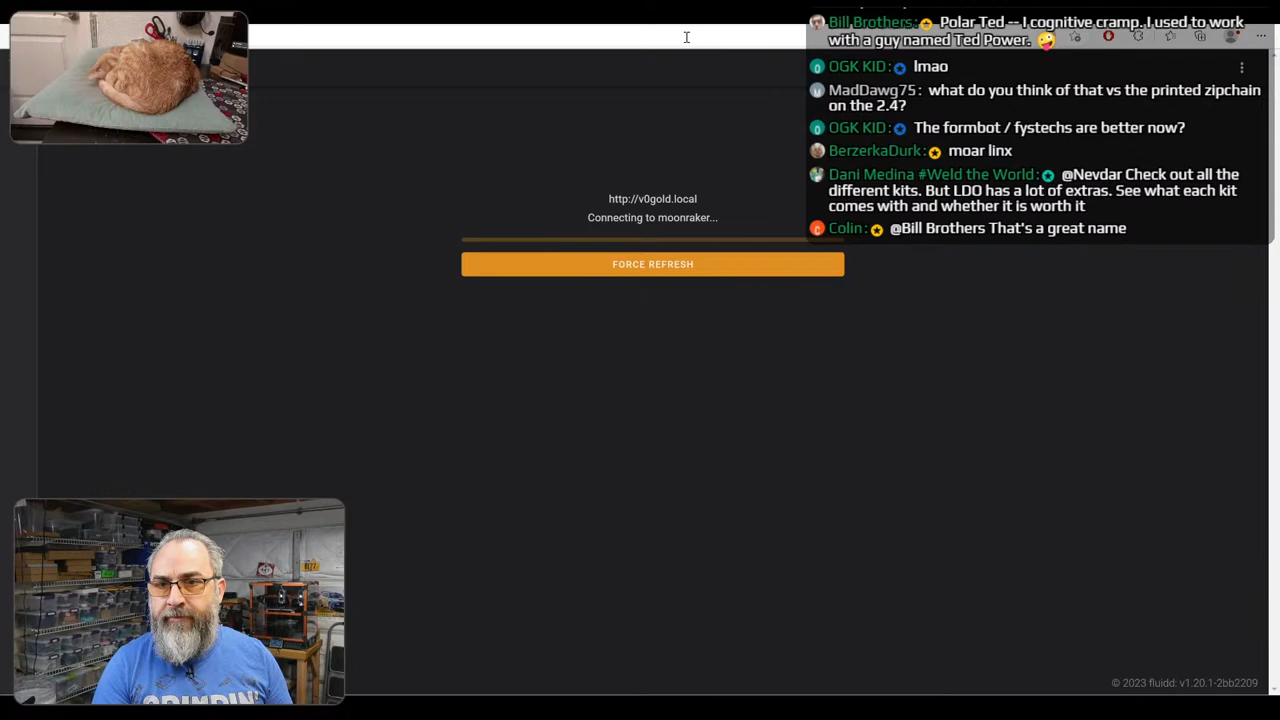 Bill Brothers: Polar Ted -- I cognitive cramp. I used to work
with a guy named Ted Power.
OGK KID: lmao
MadDawg75: what do you think of that vs the printed zipchain
on the 2.4?
OGK KID: The formbot / fystechs are better now?
BerzerkaDurk: moar linx
Dani Medina #Weld the World: @Nevdar Check out all the
different kits. But LDO has a lot of extras. See what each kit
comes with and whether it is worth it
Colin: @Bill Brothers That's a great name
http://v0gold.local
Connecting to moonraker...
FORCE REFRESH
GRINDIN'
© 2023 fluidd: v1.20.1-2bb2209